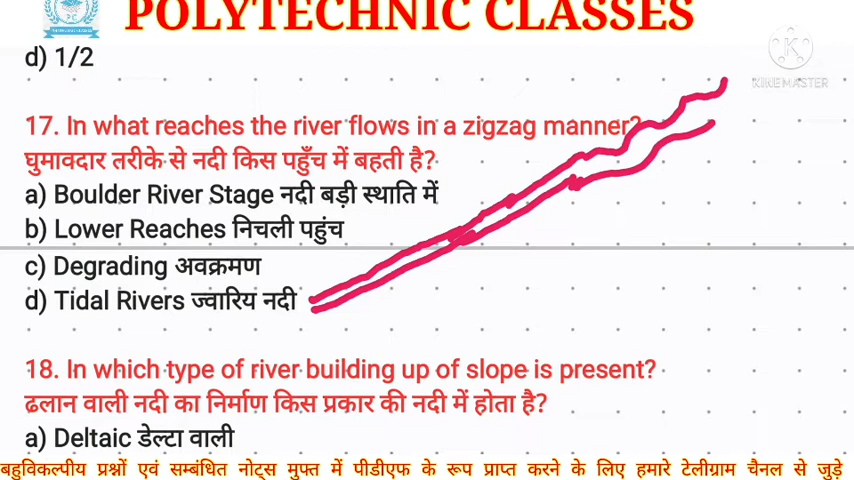 POLYTECHNIC CLASSES
PC
KINEMASTER
d) 1/2
17. In what reaches the river flows in a zigzag manner?
घुमावदार तरीके से नदी किस पहुँच में बहती है?
a) Boulder River Stage नदी बड़ी स्थाति में
b) Lower Reaches निचली पहुंच
c) Degrading अवक्रमण
d) Tidal Rivers ज्वारिय नदी
18. In which type of river building up of slope is present?
ढलान वाली नदी का निर्माण किस प्रकार की नदी में होता है?
a) Deltaic डेल्टा वाली
बहुविकल्पीय प्रश्नों एवं सम्बंधित नोट्स मुफ्त में पीडीएफ के रूप प्राप्त करने के लिए हमारे टेलीग्राम चैनल से जुड़े